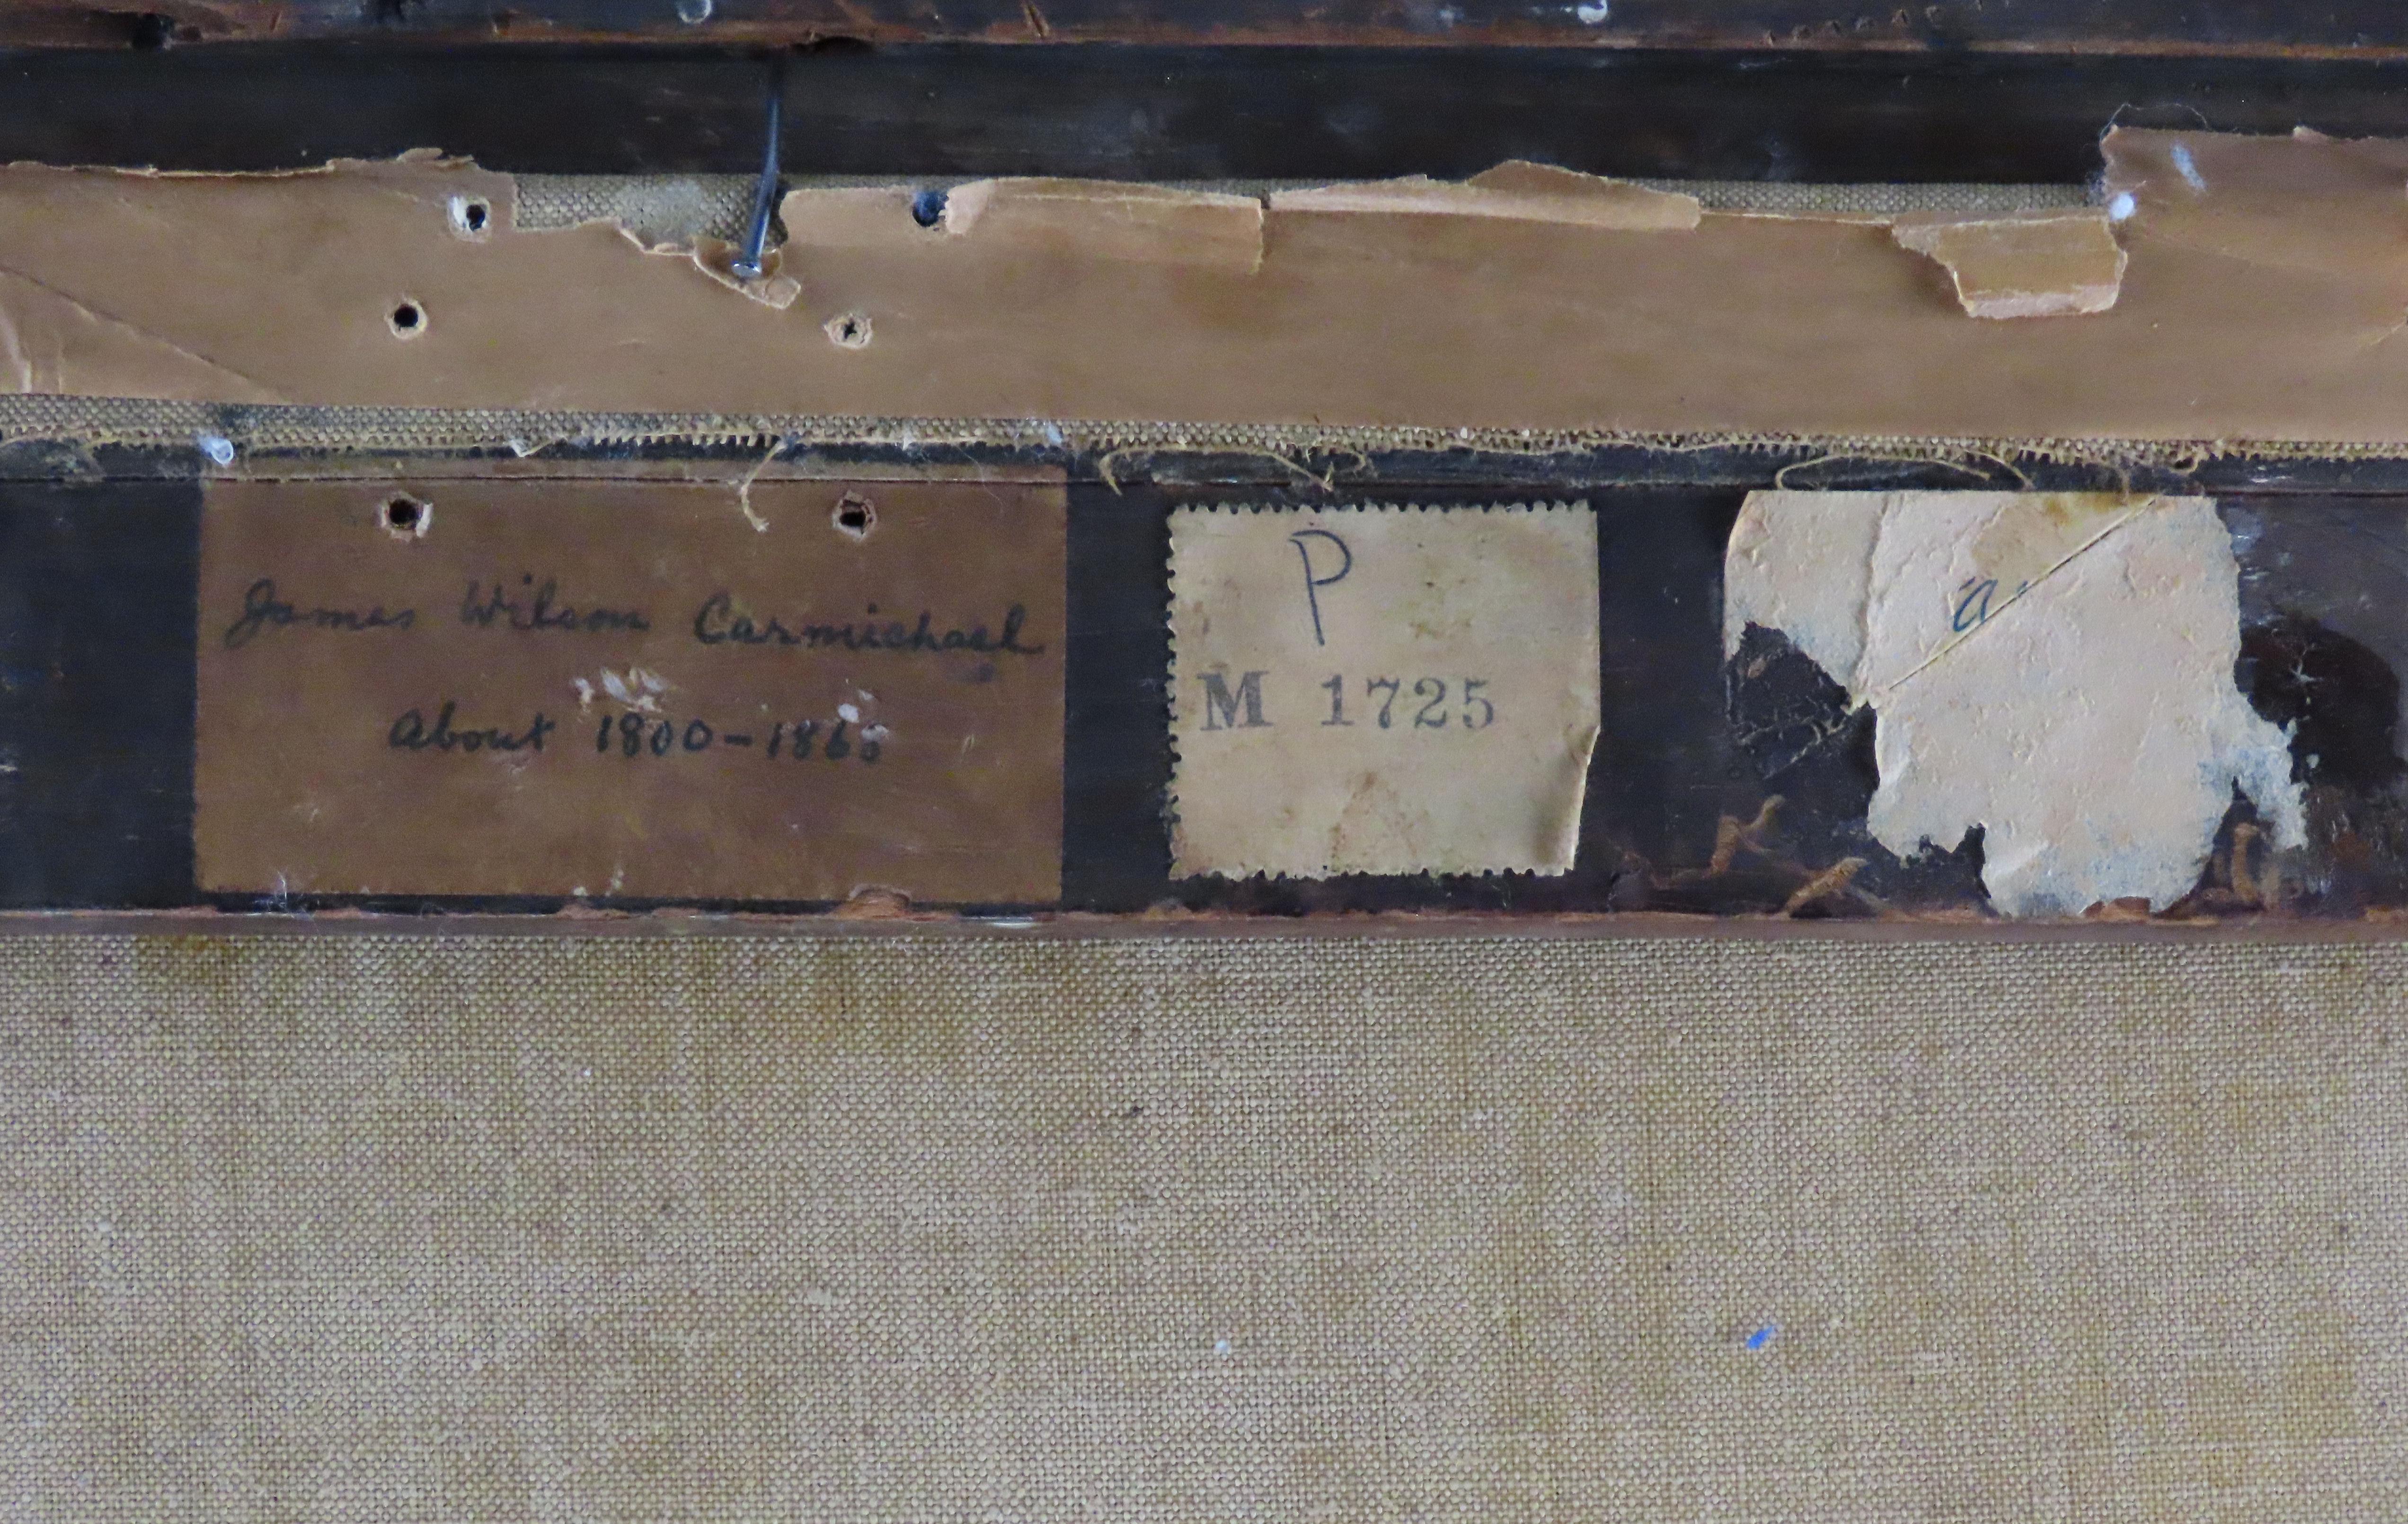 James Wilson Carmichael
About 1800-1868
P
M 1725
a